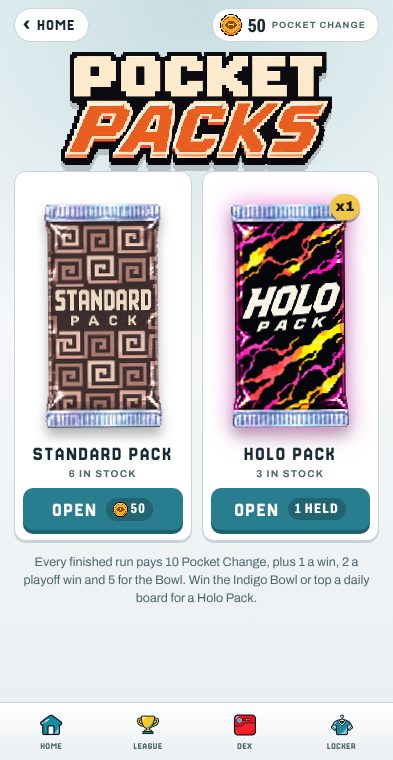 HOME
50 POCKET CHANGE
POCKET
PACKS
STANDARD
PACK
x1
HOLO
PACK
STANDARD PACK
6 IN STOCK
OPEN 50
HOLO PACK
3 IN STOCK
OPEN 1 HELD
Every finished run pays 10 Pocket Change, plus 1 a win, 2 a
playoff win and 5 for the Bowl. Win the Indigo Bowl or top a daily
board for a Holo Pack.
HOME
LEAGUE
DEX
LOCKER